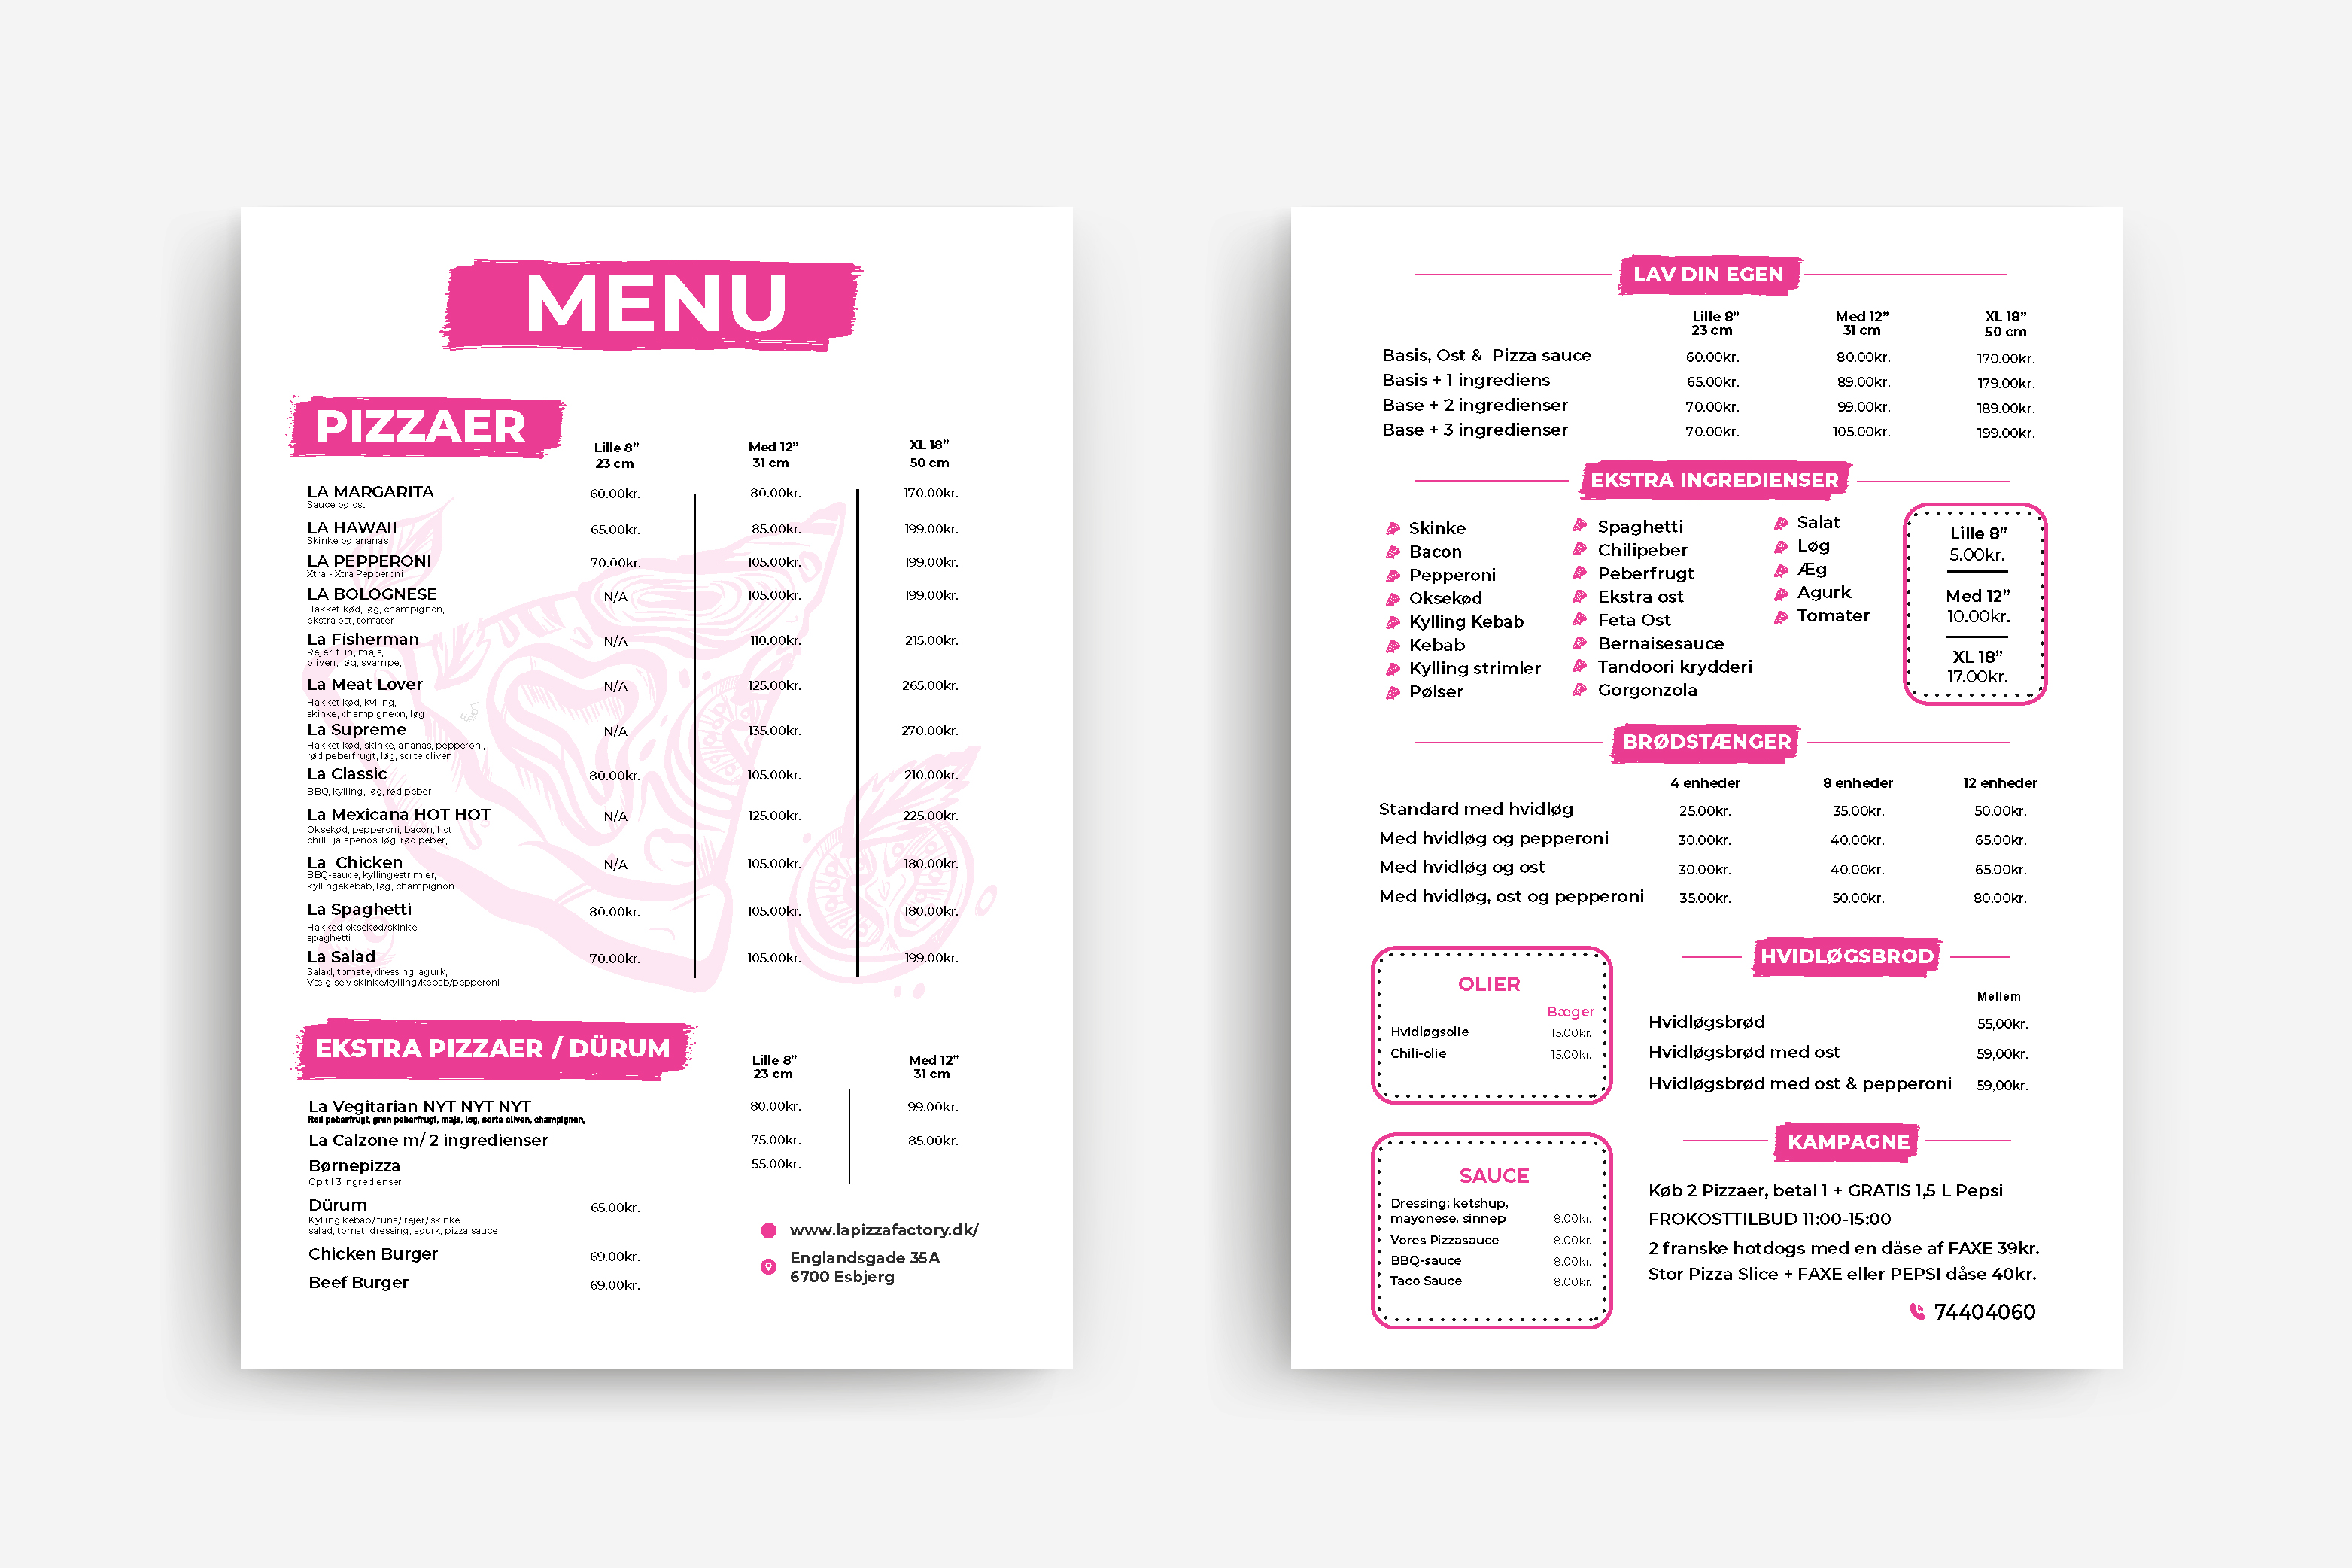 MENU
PIZZAER
Lille 8” Med 12” XL 18”
23 cm 31 cm 50 cm
LA MARGARITA 60.00kr. 80.00kr. 170.00kr.
Sauce og ost
LA HAWAII 65.00kr. 85.00kr. 199.00kr.
Skinke og ananas
LA PEPPERONI 70.00kr. 105.00kr. 199.00kr.
Xtra - Xtra Pepperoni
LA BOLOGNESE N/A 105.00kr. 199.00kr.
Hakket kød, løg, champignon,
ekstra ost, tomater
La Fisherman N/A 110.00kr. 215.00kr.
Rejer, tun, majs,
oliven, løg, svampe,
La Meat Lover N/A 125.00kr. 265.00kr.
Hakket kød, kylling,
skinke, champigneon, løg
Løg
La Supreme N/A 135.00kr. 270.00kr.
Hakket kød, skinke, ananas, pepperoni,
rød peberfrugt, løg, sorte oliven
La Classic 80.00kr. 105.00kr. 210.00kr.
BBQ, kylling, løg, rød peber
La Mexicana HOT HOT N/A 125.00kr. 225.00kr.
Oksekød, pepperoni, bacon, hot
chilli, jalapeños, løg, rød peber,
La Chicken N/A 105.00kr. 180.00kr.
BBQ-sauce, kyllingestrimler,
kyllingekebab, løg, champignon
La Spaghetti 80.00kr. 105.00kr. 180.00kr.
Hakked oksekød/skinke,
spaghetti
La Salad 70.00kr. 105.00kr. 199.00kr.
Salad, tomate, dressing, agurk,
Vælg selv skinke/kylling/kebab/pepperoni
EKSTRA PIZZAER / DÜRUM
Lille 8” Med 12”
23 cm 31 cm
La Vegitarian NYT NYT NYT 80.00kr. 99.00kr.
Rød peberfrugt, grøn peberfrugt, majs, løg, sorte oliven, champignon,
La Calzone m/ 2 ingredienser 75.00kr. 85.00kr.
Børnepizza 55.00kr.
Op til 3 ingredienser
Dürum 65.00kr.
Kylling kebab/ tuna/ rejer/ skinke
salad, tomat, dressing, agurk, pizza sauce
Chicken Burger 69.00kr.
Beef Burger 69.00kr.
www.lapizzafactory.dk/
Englandsgade 35A
6700 Esbjerg
LAV DIN EGEN
Lille 8” Med 12” XL 18”
23 cm 31 cm 50 cm
Basis, Ost & Pizza sauce 60.00kr. 80.00kr. 170.00kr.
Basis + 1 ingrediens 65.00kr. 89.00kr. 179.00kr.
Base + 2 ingredienser 70.00kr. 99.00kr. 189.00kr.
Base + 3 ingredienser 70.00kr. 105.00kr. 199.00kr.
EKSTRA INGREDIENSER
Skinke
Bacon
Pepperoni
Oksekød
Kylling Kebab
Kebab
Kylling strimler
Pølser
Spaghetti
Chilipeber
Peberfrugt
Ekstra ost
Feta Ost
Bernaisesauce
Tandoori krydderi
Gorgonzola
Salat
Løg
Æg
Agurk
Tomater
Lille 8”
5.00kr.
Med 12”
10.00kr.
XL 18”
17.00kr.
BRØDSTÆNGER
4 enheder 8 enheder 12 enheder
Standard med hvidløg 25.00kr. 35.00kr. 50.00kr.
Med hvidløg og pepperoni 30.00kr. 40.00kr. 65.00kr.
Med hvidløg og ost 30.00kr. 40.00kr. 65.00kr.
Med hvidløg, ost og pepperoni 35.00kr. 50.00kr. 80.00kr.
OLIER
Bæger
Hvidløgsolie 15.00kr.
Chili-olie 15.00kr.
HVIDLØGSBROD
Mellem
Hvidløgsbrød 55,00kr.
Hvidløgsbrød med ost 59,00kr.
Hvidløgsbrød med ost & pepperoni 59,00kr.
SAUCE
Dressing; ketshup,
mayonese, sinnep 8.00kr.
Vores Pizzasauce 8.00kr.
BBQ-sauce 8.00kr.
Taco Sauce 8.00kr.
KAMPAGNE
Køb 2 Pizzaer, betal 1 + GRATIS 1,5 L Pepsi
FROKOSTTILBUD 11:00-15:00
2 franske hotdogs med en dåse af FAXE 39kr.
Stor Pizza Slice + FAXE eller PEPSI dåse 40kr.
74404060